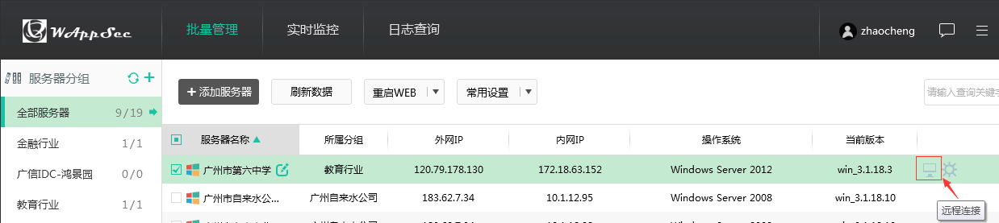 WAppSec 批量管理 实时监控 日志查询 zhaocheng
服务器分组
+ 添加服务器 刷新数据 重启WEB 常用设置 请输入查询关键字
全部服务器 9/19
金融行业 1/1
广信IDC-鸿景园 0/0
教育行业 1/1
服务器名称 所属分组 外网IP 内网IP 操作系统 当前版本
广州市第六中学 教育行业 120.79.178.130 172.18.63.152 Windows Server 2012 win_3.1.18.3
广州市自来水公... 广州自来水公司 183.62.7.34 10.1.12.95 Windows Server 2008 win_3.1.18.10
远程连接